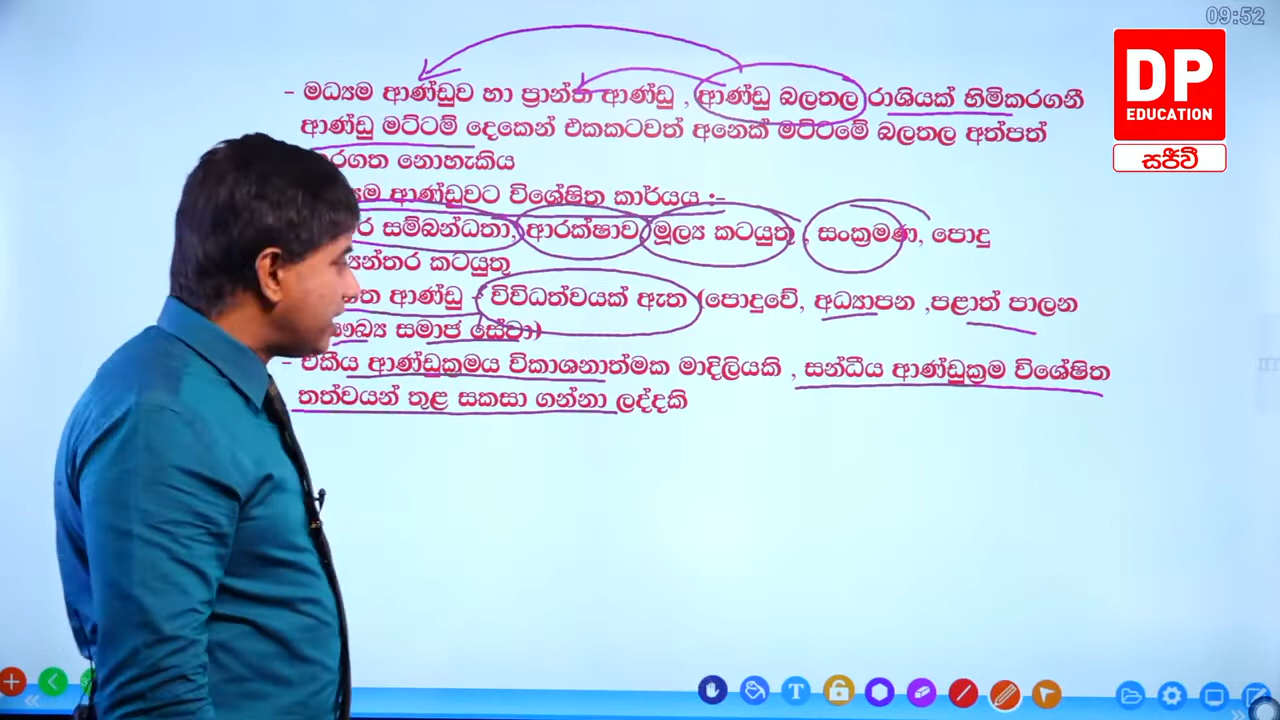 09:52
DP
EDUCATION
සජීවී
- මධ්‍යම ආණ්ඩුව හා ප්‍රාන්ත ආණ්ඩු , ආණ්ඩු බලතල රාශියක් හිමිකරගනී
ආණ්ඩු මට්ටම් දෙකෙන් එකකටවත් අනෙක් මට්ටමේ බලතල අත්පත්
නොහැකිය
ආණ්ඩුවට විශේෂිත කාර්යය :-
සම්බන්ධතා, ආරක්ෂාව මූල්‍ය කටයුතු , සංක්‍රමණ, පොදු
කටයුතු
ආණ්ඩු - විවිධත්වයක් ඇත (පොදුවේ, අධ්‍යාපන ,පළාත් පාලන
සමාජ සේවා)
- ඒකීය ආණ්ඩුක්‍රමය විකාශනාත්මක මාදිලියකි , සන්ධීය ආණ්ඩුක්‍රම විශේෂිත
තත්වයන් තුළ සකසා ගන්නා ලද්දකි